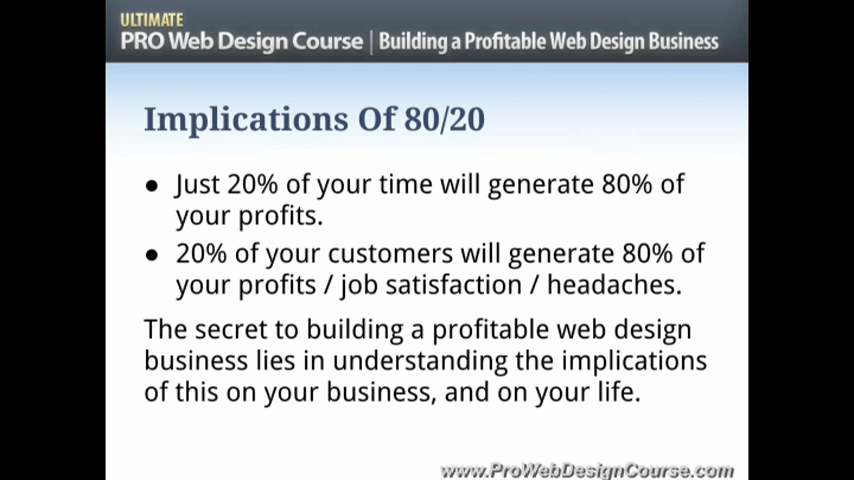 ULTIMATE
PRO Web Design Course | Building a Profitable Web Design Business
Implications Of 80/20
● Just 20% of your time will generate 80% of
your profits.
● 20% of your customers will generate 80% of
your profits / job satisfaction / headaches.
The secret to building a profitable web design
business lies in understanding the implications
of this on your business, and on your life.
www.ProWebDesignCourse.com